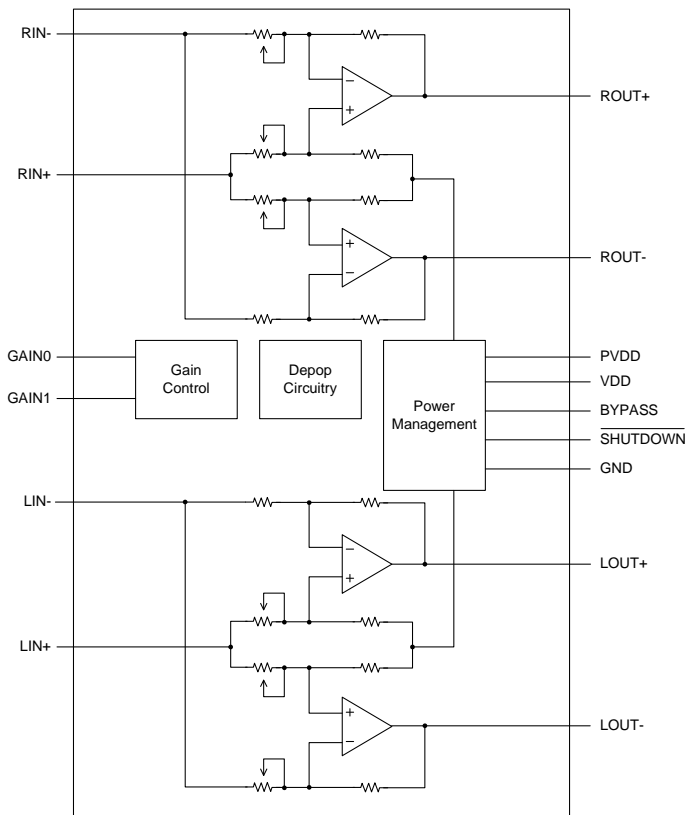 RIN-
−
+
ROUT+
RIN+
+
−
ROUT-
GAIN0
GAIN1
Gain
Control
Depop
Circuitry
Power
Management
PVDD
VDD
BYPASS
SHUTDOWN
GND
LIN-
−
+
LOUT+
LIN+
+
−
LOUT-